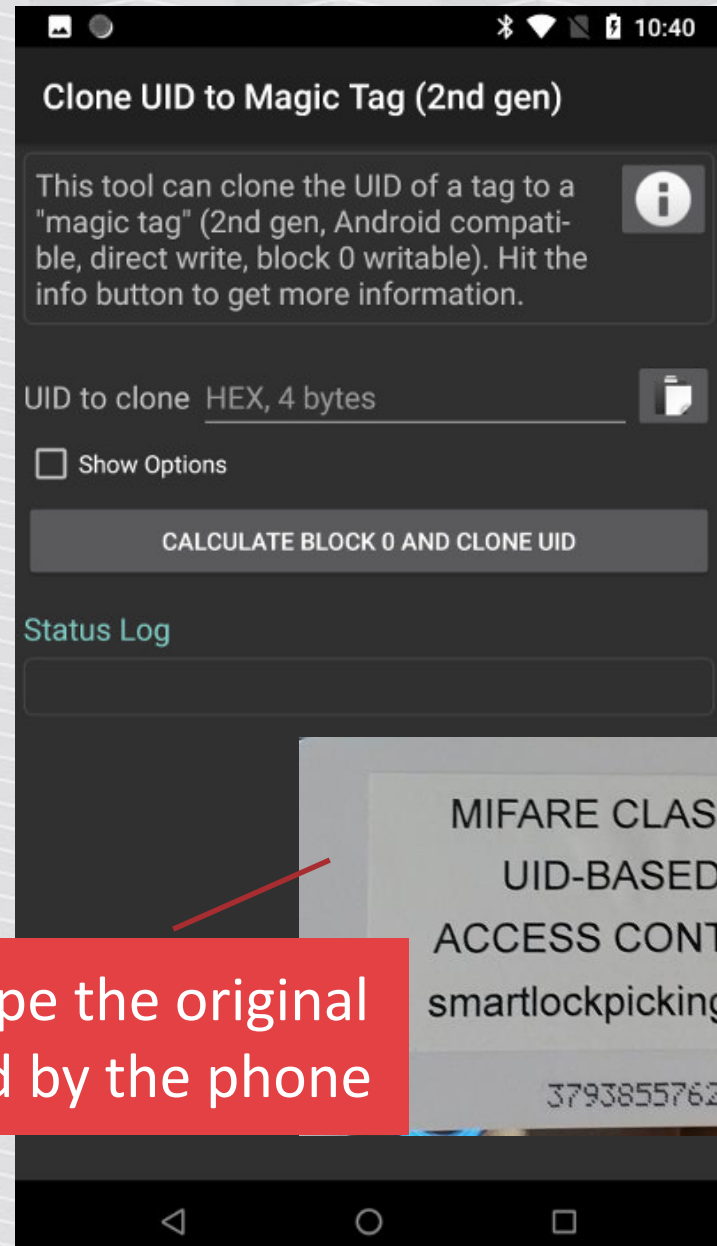 10:40
Clone UID to Magic Tag (2nd gen)
This tool can clone the UID of a tag to a
"magic tag" (2nd gen, Android compati-
ble, direct write, block 0 writable). Hit the
info button to get more information.
UID to clone HEX, 4 bytes
Show Options
CALCULATE BLOCK 0 AND CLONE UID
Status Log
MIFARE CLAS
UID-BASED
ACCESS CONT
smartlockpicking
pe the original
d by the phone
3793855762